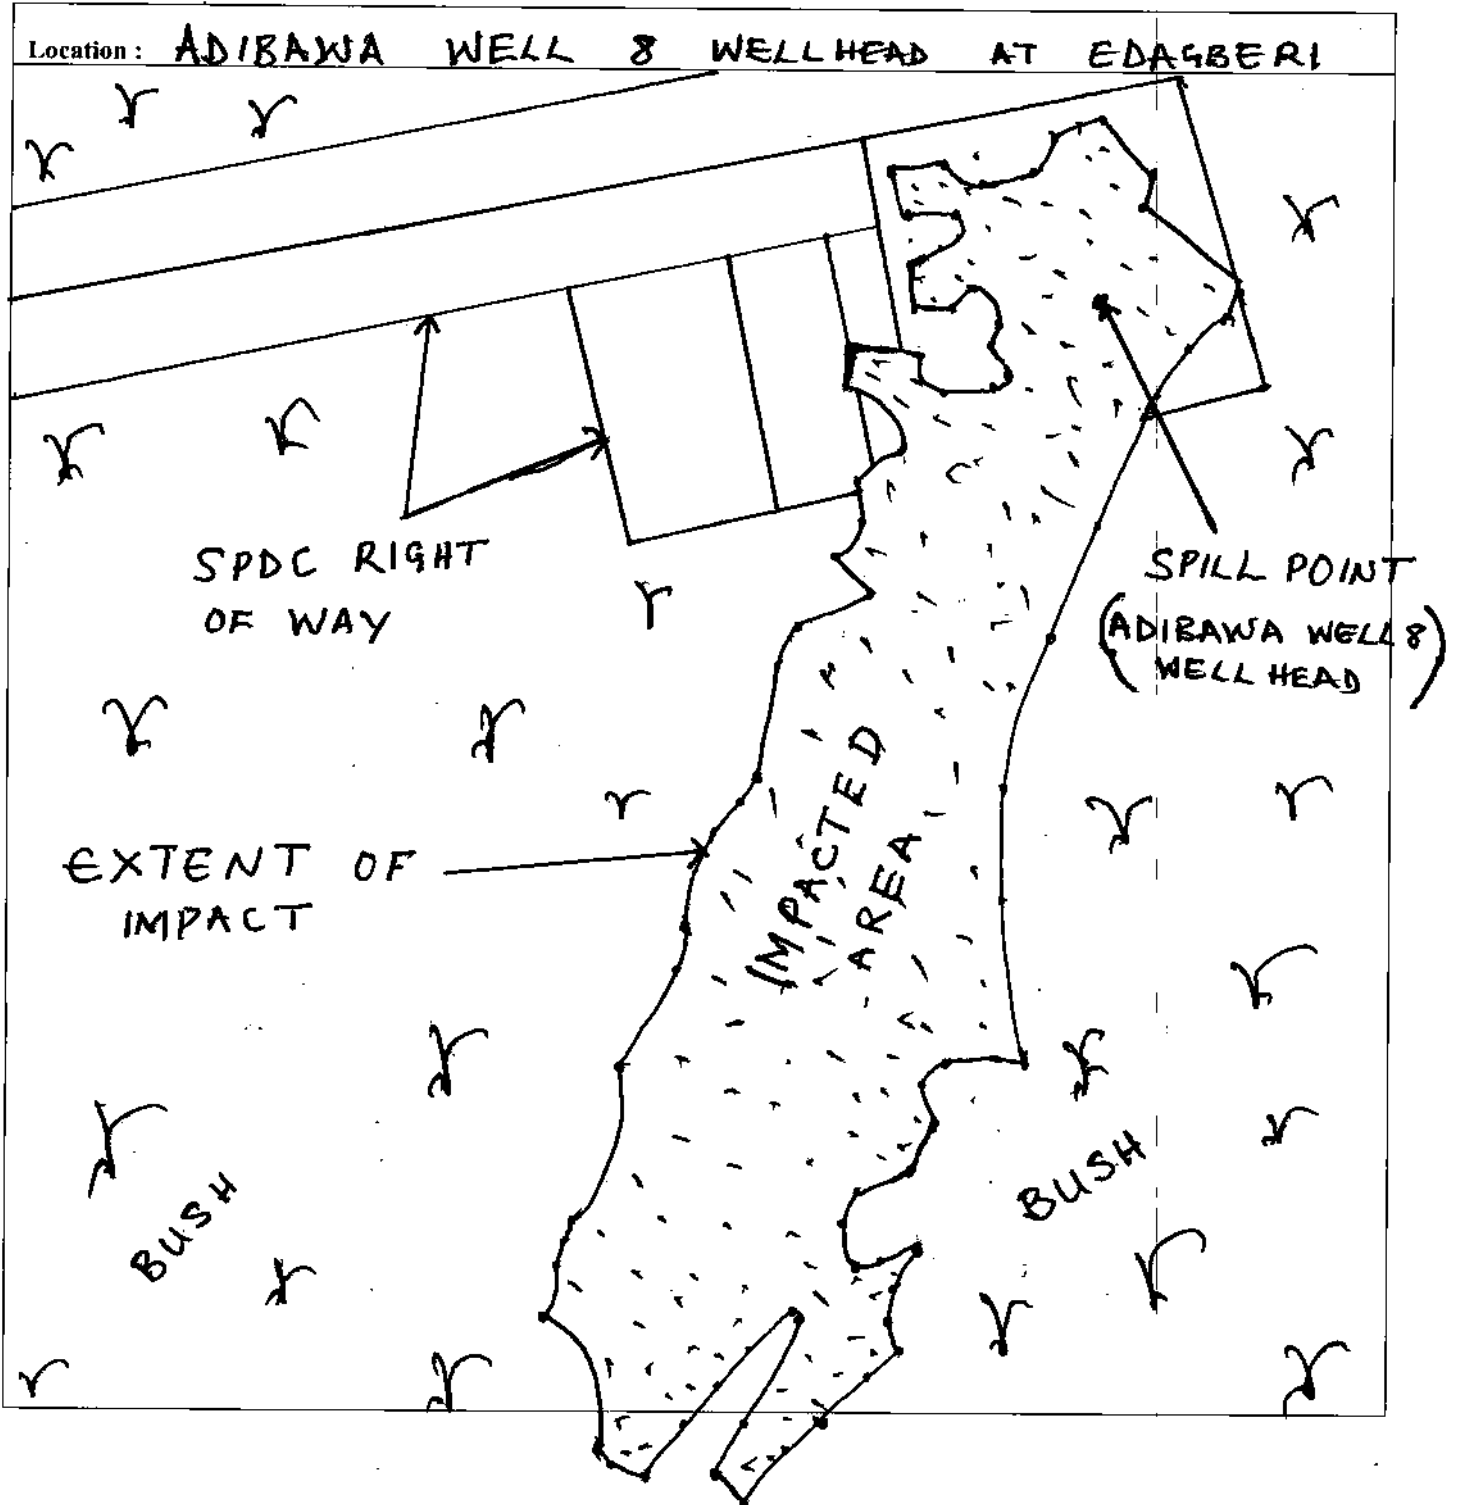 Location : ADIBAWA WELL 8 WELLHEAD AT EDAGBERI
SPDC RIGHT
OF WAY
SPILL POINT
(ADIBAWA WELL 8
WELL HEAD)
EXTENT OF
IMPACT
IMPACTED
AREA
BUSH
BUSH